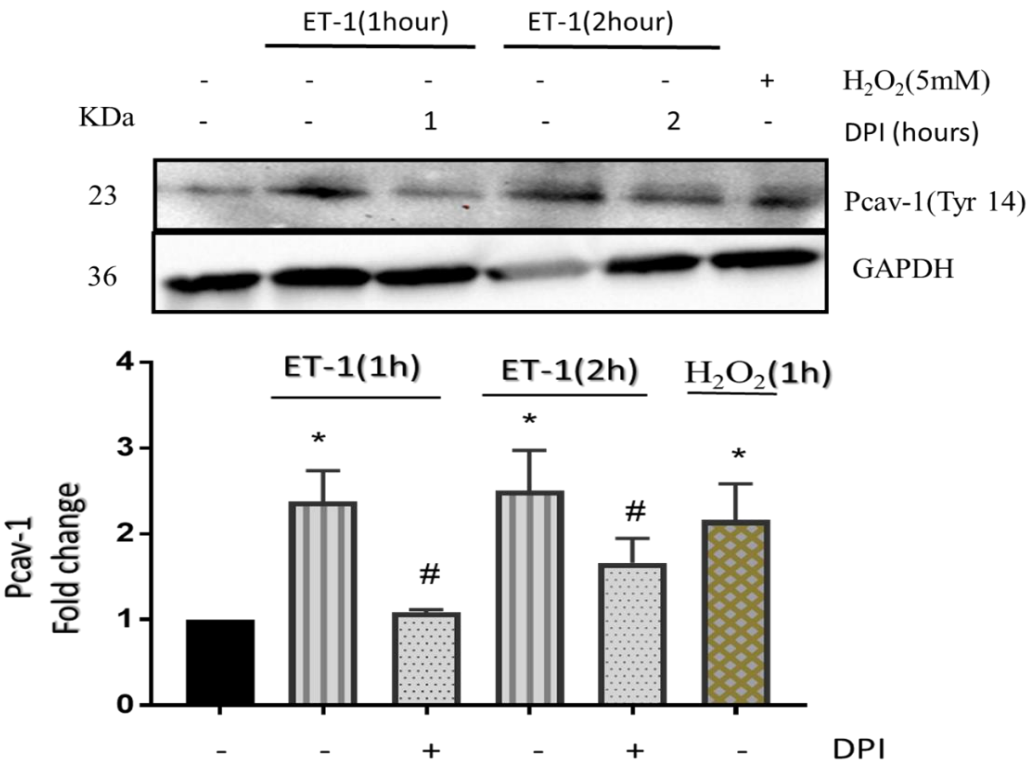 ET-1(1hour) ET-1(2hour)
- - - - - + H₂O₂(5mM)
KDa - - 1 - 2 - DPI (hours)
23 Pcav-1(Tyr 14)
36 GAPDH
4 ET-1(1h) ET-1(2h) H₂O₂(1h)
* * *
3
# #
2
1
0
Pcav-1
Fold change
- - + - + - DPI